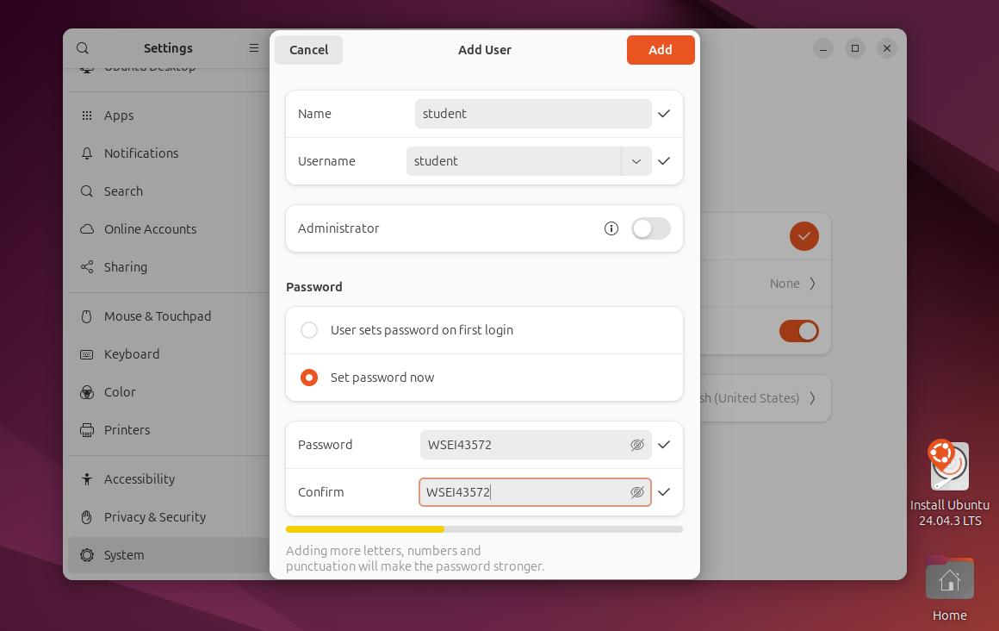 Settings
Ubuntu Desktop
Apps
Notifications
Search
Online Accounts
Sharing
Mouse & Touchpad
Keyboard
Color
Printers
Accessibility
Privacy & Security
System
Cancel
Add User
Add
Name
student
Username
student
Administrator
Password
User sets password on first login
Set password now
Password
WSEI43572
Confirm
WSEI43572
Adding more letters, numbers and
punctuation will make the password stronger.
None
sh (United States)
Install Ubuntu
24.04.3 LTS
Home